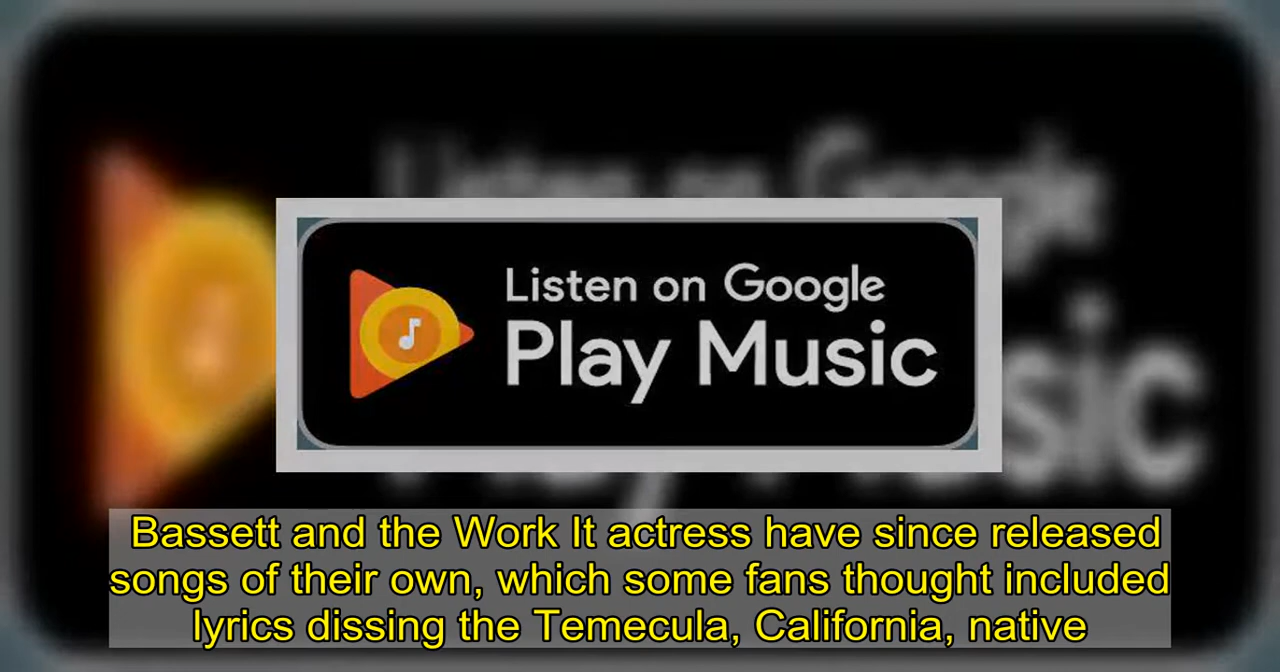 Listen on Google
Play Music
Bassett and the Work It actress have since released
songs of their own, which some fans thought included
lyrics dissing the Temecula, California, native